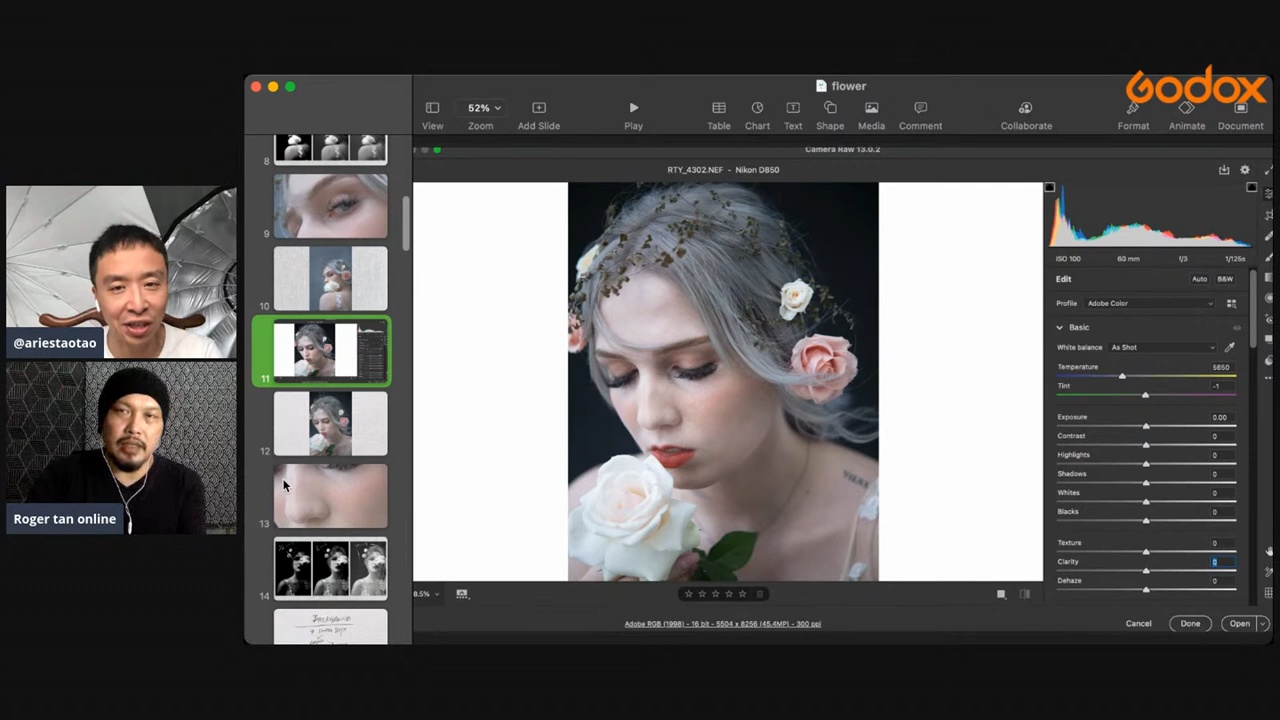 GODOX
flower
52%
View
Zoom
Add Slide
Play
Table
Chart
Text
Shape
Media
Comment
Collaborate
Format
Animate
Document
Camera Raw 13.0.2
RTY_4302.NEF - Nikon D850
ISO 100
60 mm
f/3
1/125s
Edit
Auto
B&W
Profile
Adobe Color
Basic
White balance
As Shot
Temperature
5650
Tint
-1
Exposure
0.00
Contrast
0
Highlights
0
Shadows
0
Whites
0
Blacks
0
Texture
0
Clarity
0
Dehaze
0
8.5%
Adobe RGB (1998) - 16 bit - 5504 x 8256 (45.4MP) - 300 ppi
Cancel
Done
Open
8
9
10
11
12
13
14
@ariestaotao
Roger tan online